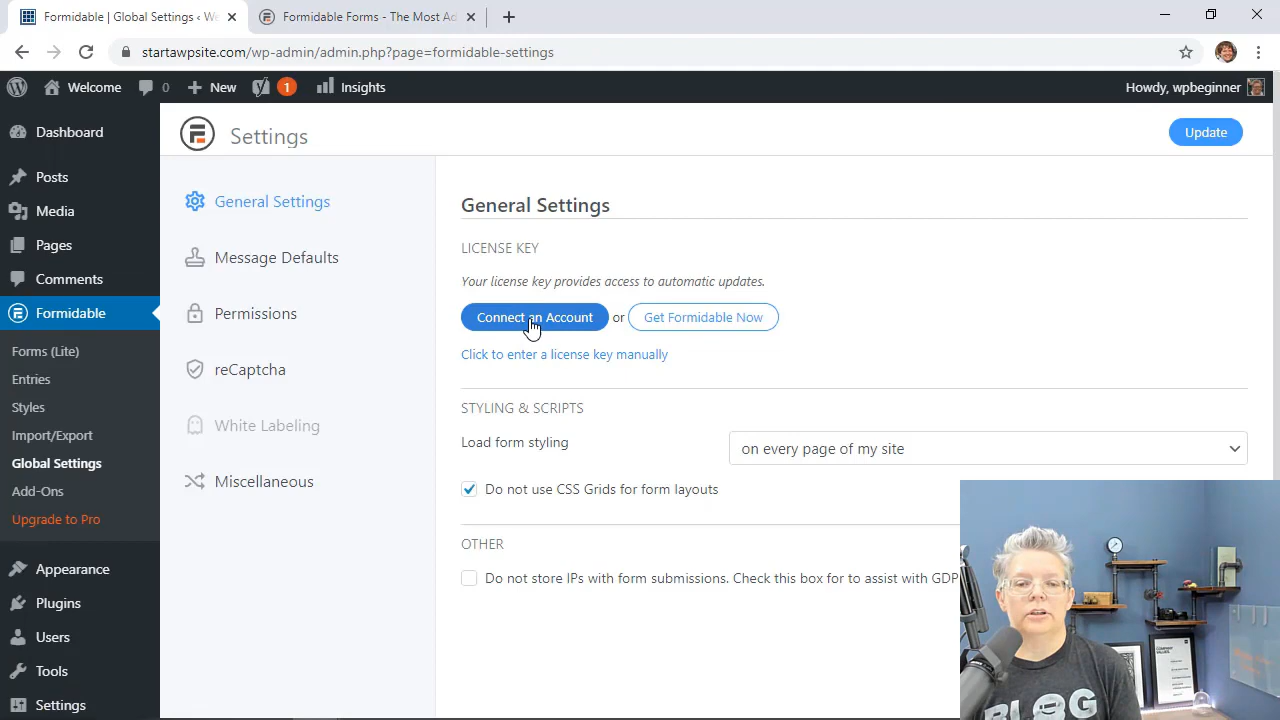 Formidable | Global Settings ‹ We
Formidable Forms - The Most Ad
startawpsite.com/wp-admin/admin.php?page=formidable-settings
Welcome
0
New
1
Insights
Howdy, wpbeginner
Dashboard
Posts
Media
Pages
Comments
Formidable
Forms (Lite)
Entries
Styles
Import/Export
Global Settings
Add-Ons
Upgrade to Pro
Appearance
Plugins
Users
Tools
Settings
Settings
Update
General Settings
Message Defaults
Permissions
reCaptcha
White Labeling
Miscellaneous
General Settings
LICENSE KEY
Your license key provides access to automatic updates.
Connect an Account or Get Formidable Now
Click to enter a license key manually
STYLING & SCRIPTS
Load form styling
on every page of my site
Do not use CSS Grids for form layouts
OTHER
Do not store IPs with form submissions. Check this box for to assist with GDP
COMPANY
VALUES
BLOG